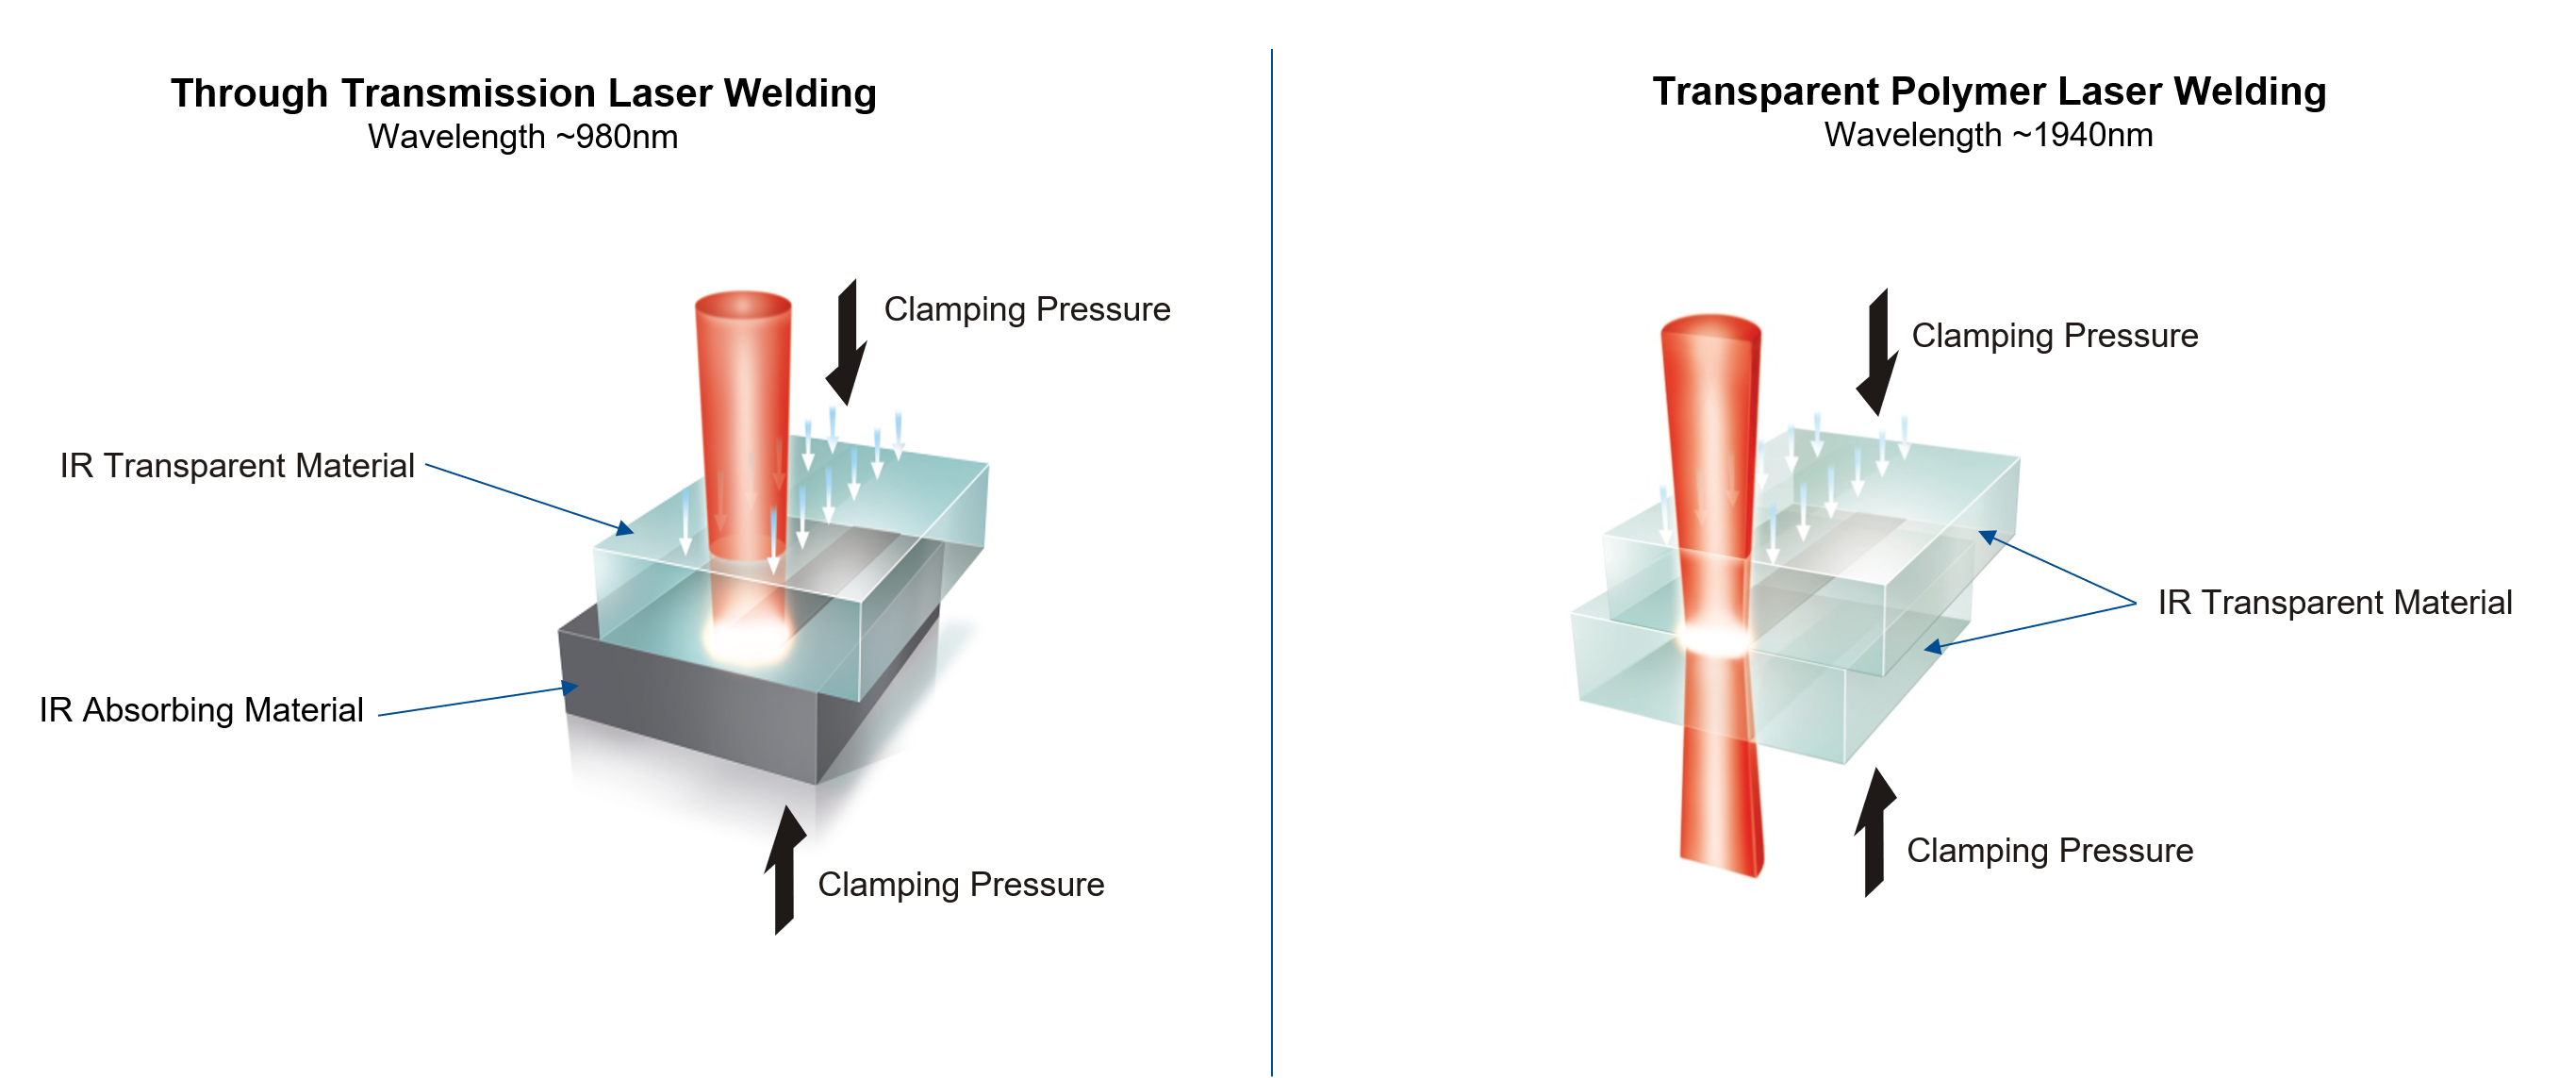 Through Transmission Laser Welding
Wavelength ~980nm
Clamping Pressure
IR Transparent Material
IR Absorbing Material
Clamping Pressure
Transparent Polymer Laser Welding
Wavelength ~1940nm
Clamping Pressure
IR Transparent Material
Clamping Pressure